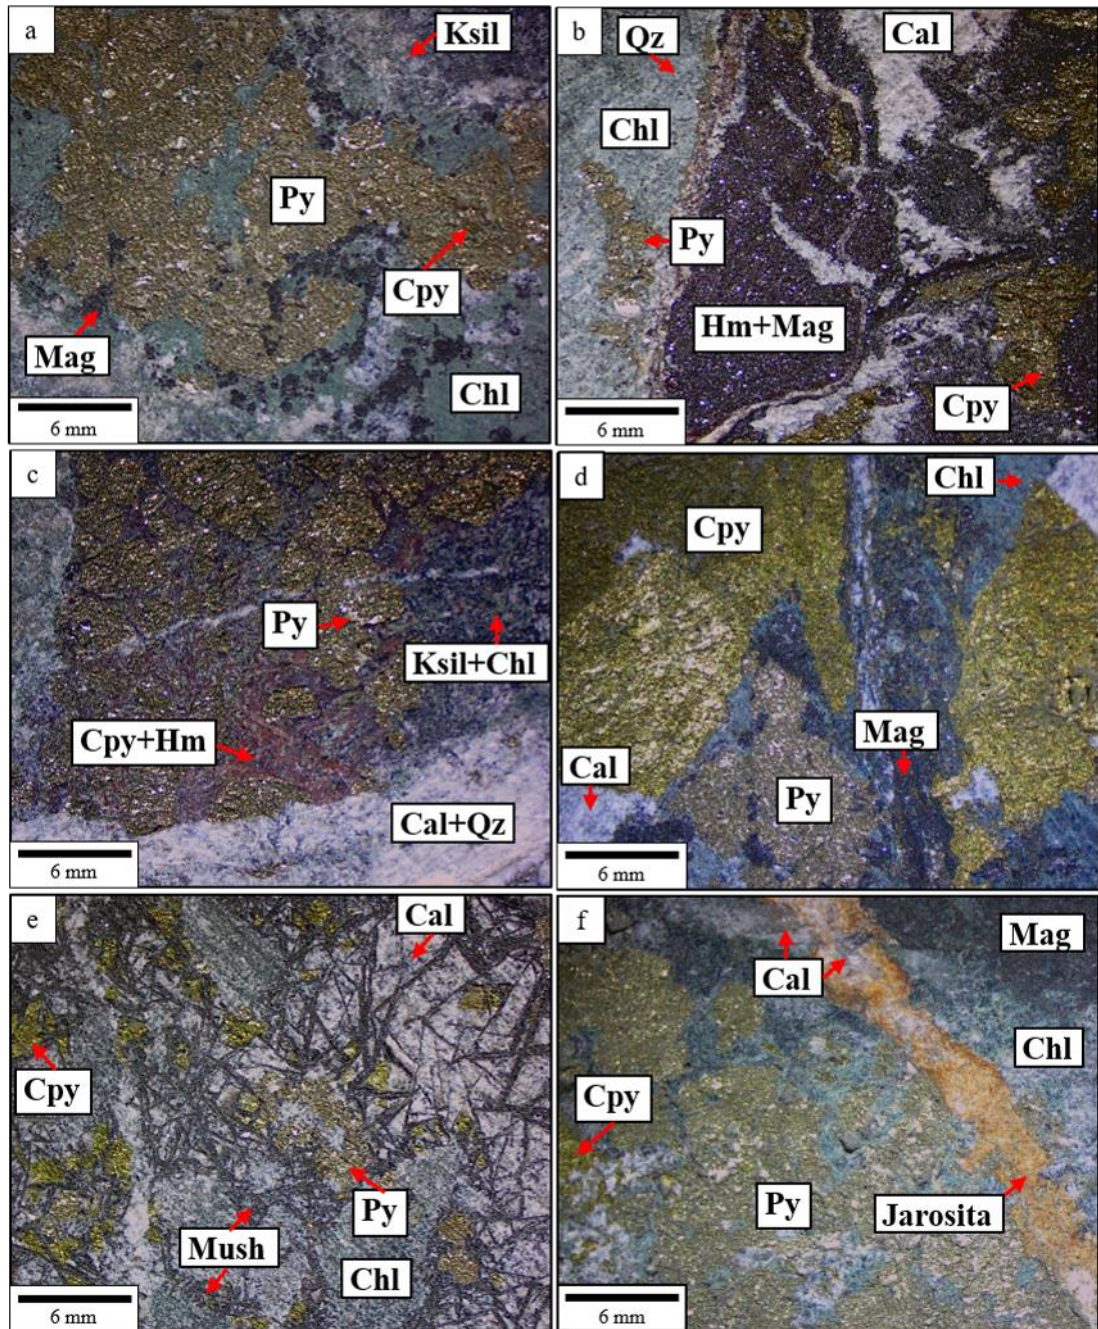 a
Ksil
Py
Cpy
Mag
Chl
6 mm
b
Qz
Cal
Chl
Py
Hm+Mag
Cpy
6 mm
c
Py
Ksil+Chl
Cpy+Hm
Cal+Qz
6 mm
d
Chl
Cpy
Mag
Cal
Py
6 mm
e
Cal
Cpy
Py
Mush
Chl
6 mm
f
Mag
Cal
Chl
Cpy
Py
Jarosita
6 mm